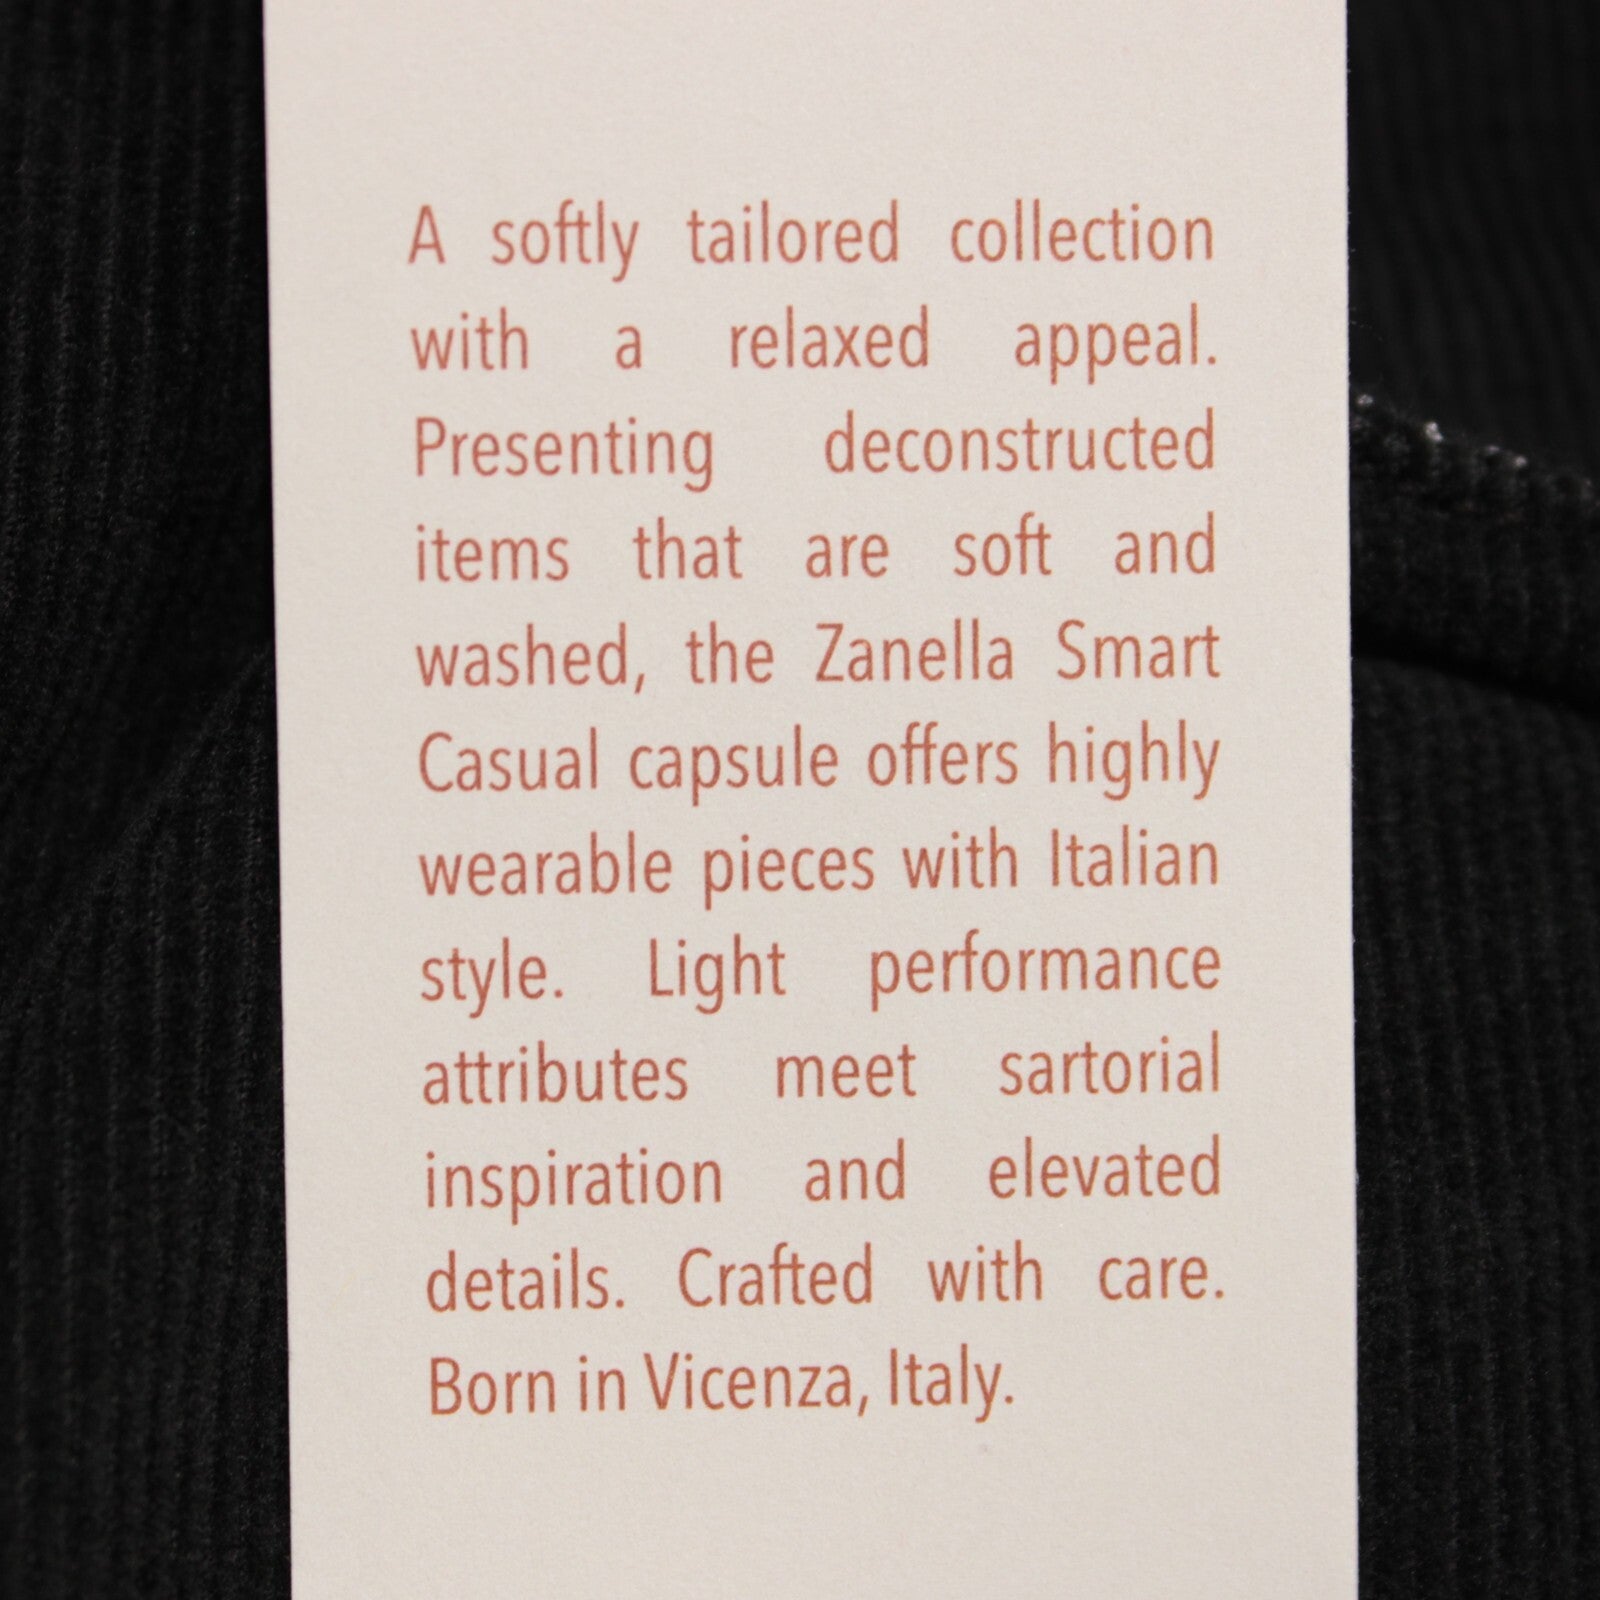 A softly tailored collection
with a relaxed appeal.
Presenting deconstructed
items that are soft and
washed, the Zanella Smart
Casual capsule offers highly
wearable pieces with Italian
style. Light performance
attributes meet sartorial
inspiration and elevated
details. Crafted with care.
Born in Vicenza, Italy.